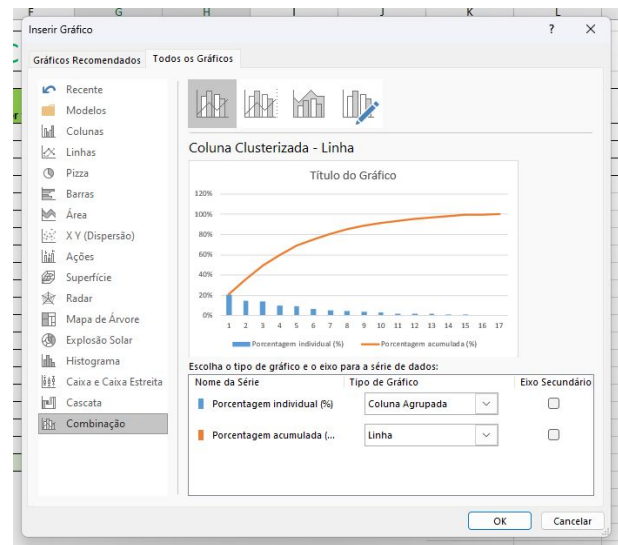 F G H I J K L
Inserir Gráfico ? X
Gráficos Recomendados Todos os Gráficos
Recente
Modelos
Colunas
Linhas
Pizza
Barras
Área
X Y (Dispersão)
Ações
Superfície
Radar
Mapa de Árvore
Explosão Solar
Histograma
Caixa e Caixa Estreita
Cascata
Combinação
Coluna Clusterizada - Linha
Título do Gráfico
120%
100%
80%
60%
40%
20%
0%
1 2 3 4 5 6 7 8 9 10 11 12 13 14 15 16 17
Porcentagem individual (%) Porcentagem acumulada (%)
Escolha o tipo de gráfico e o eixo para a série de dados:
Nome da Série Tipo de Gráfico Eixo Secundário
Porcentagem individual (%) Coluna Agrupada
Porcentagem acumulada (... Linha
OK Cancelar